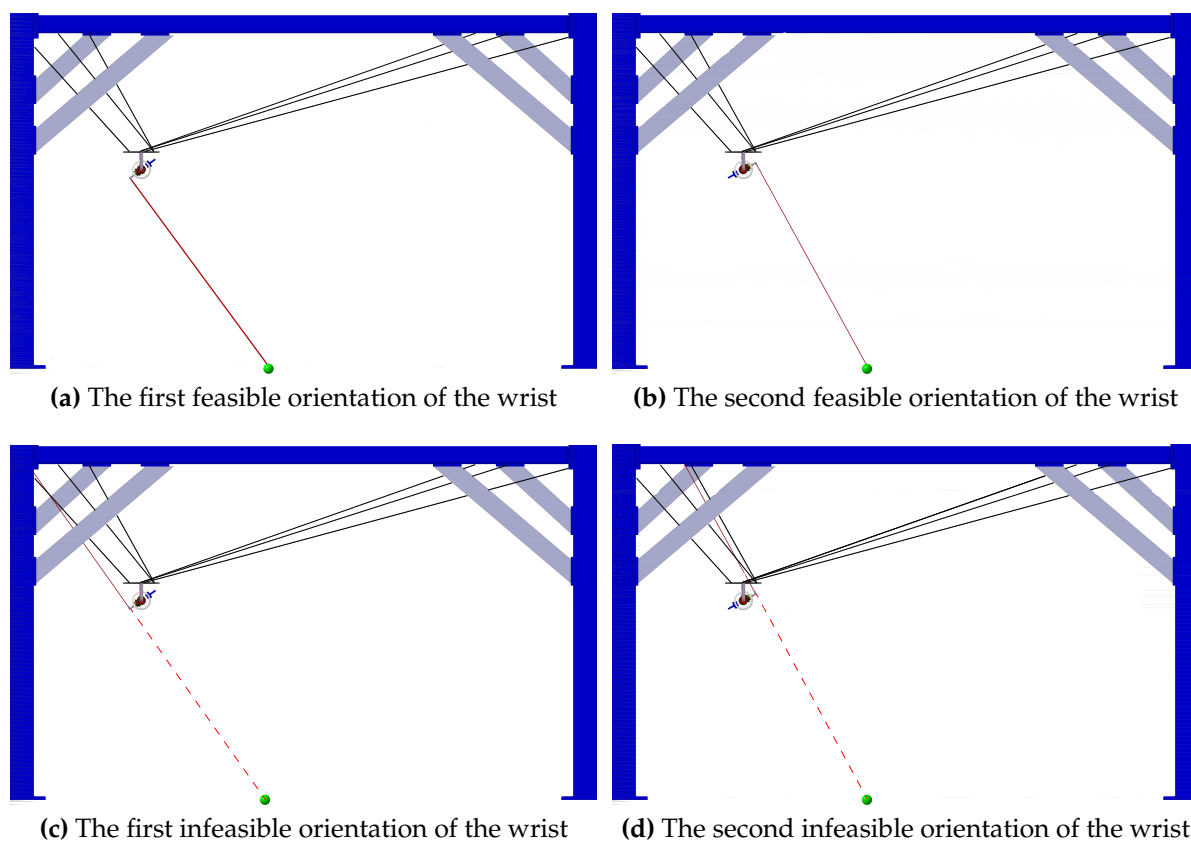 (a) The first feasible orientation of the wrist
(b) The second feasible orientation of the wrist
(c) The first infeasible orientation of the wrist
(d) The second infeasible orientation of the wrist